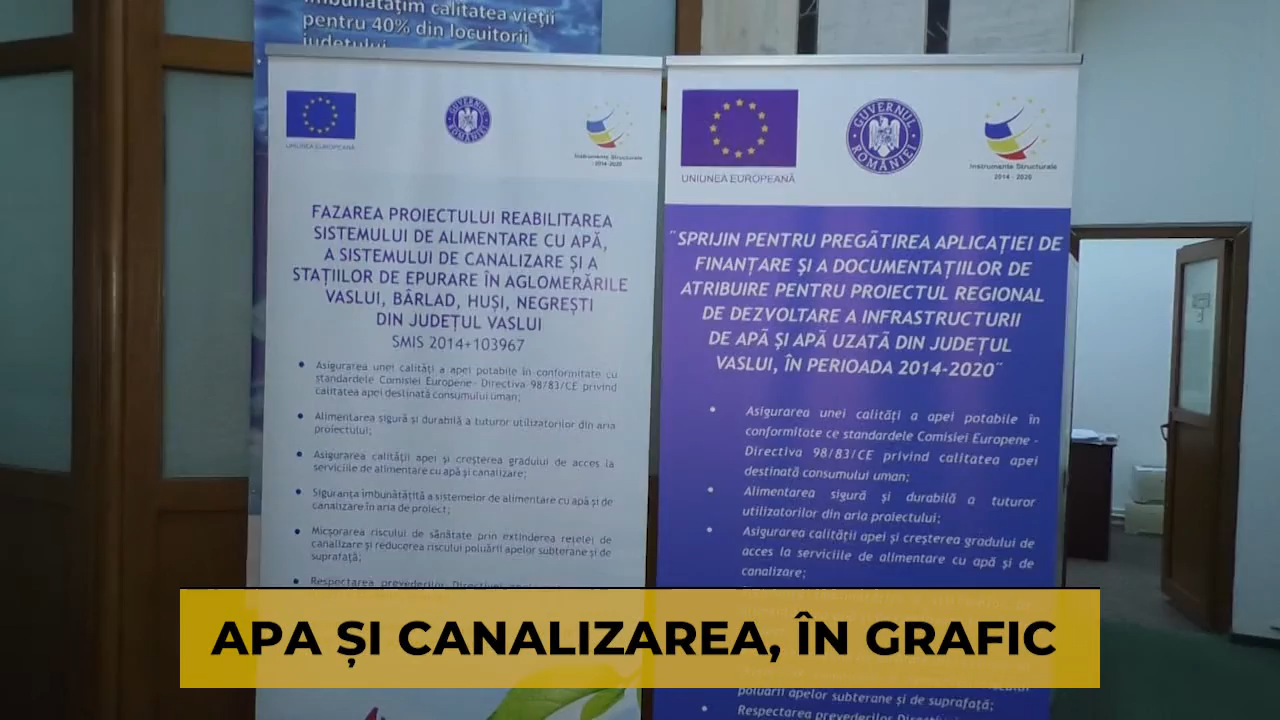 îmbunătățim calitatea vieții
pentru 40% din locuitorii
județului
UNIUNEA EUROPEANĂ
GUVERNUL ROMÂNIEI
Instrumente Structurale
2014-2020
FAZAREA PROIECTULUI REABILITAREA
SISTEMULUI DE ALIMENTARE CU APĂ,
A SISTEMULUI DE CANALIZARE ȘI A
STAȚIILOR DE EPURARE ÎN AGLOMERĂRILE
VASLUI, BÂRLAD, HUȘI, NEGREȘTI
DIN JUDEȚUL VASLUI
SMIS 2014+103967
• Asigurarea unei calități a apei potabile în conformitate cu
standardele Comisiei Europene - Directiva 98/83/CE privind
calitatea apei destinată consumului uman;
• Alimentarea sigură și durabilă a tuturor utilizatorilor din aria
proiectului;
• Asigurarea calității apei și creșterea gradului de acces la
serviciile de alimentare cu apă și canalizare;
• Siguranța îmbunătățită a sistemelor de alimentare cu apă și de
canalizare în aria de proiect;
• Micșorarea riscului de sănătate prin extinderea rețelei de
canalizare și reducerea riscului poluării apelor subterane și de
suprafață;
• Respectarea prevederilor Directivei
UNIUNEA EUROPEANĂ
GUVERNUL ROMÂNIEI
Instrumente Structurale
2014 - 2020
¨SPRIJIN PENTRU PREGĂTIREA APLICAȚIEI DE
FINANȚARE ȘI A DOCUMENTAȚIILOR DE
ATRIBUIRE PENTRU PROIECTUL REGIONAL
DE DEZVOLTARE A INFRASTRUCTURII
DE APĂ ȘI APĂ UZATĂ DIN JUDEȚUL
VASLUI, ÎN PERIOADA 2014-2020¨
• Asigurarea unei calități a apei potabile în
conformitate ce standardele Comisiei Europene -
Directiva 98/83/CE privind calitatea apei
destinată consumului uman;
• Alimentarea sigură și durabilă a tuturor
utilizatorilor din aria proiectului;
• Asigurarea calității apei și creșterea gradului de
acces la serviciile de alimentare cu apă și de
canalizare;
APA ȘI CANALIZAREA, ÎN GRAFIC
poluării apelor subterane și de suprafață;
• Respectarea prevederilor Directivei